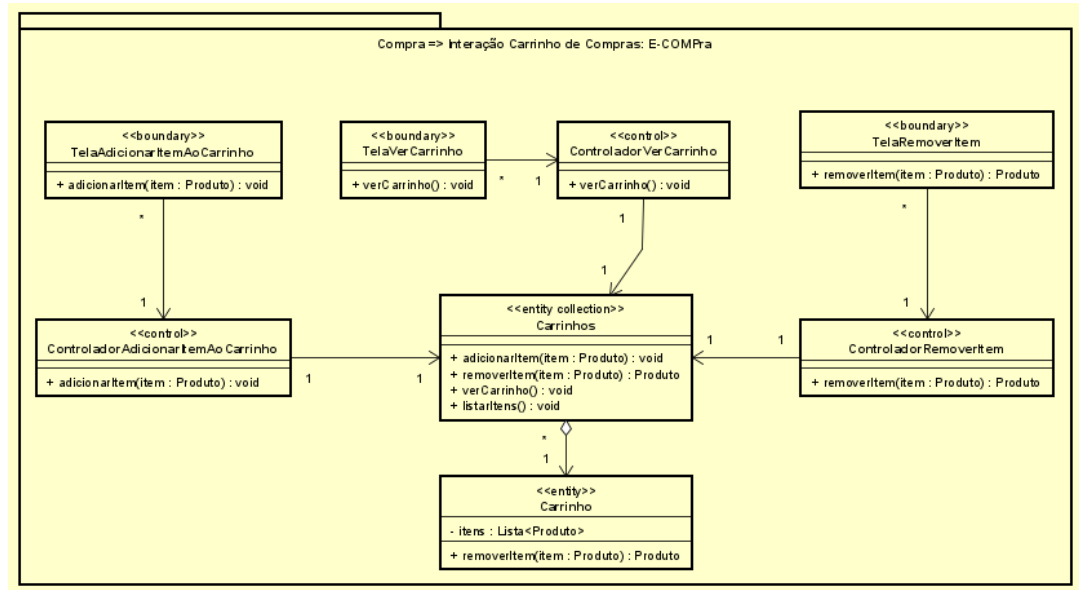 Compra => Interação Carrinho de Compras: E-COMPra
<<boundary>>
TelaAdicionarItemAoCarrinho
+ adicionarItem(item : Produto) : void
*
1
<<boundary>>
TelaVerCarrinho
+ verCarrinho() : void
*
1
<<control>>
ControladorVerCarrinho
+ verCarrinho() : void
1
1
<<boundary>>
TelaRemoverItem
+ removerItem(item : Produto) : Produto
*
1
<<control>>
ControladorAdicionarItemAoCarrinho
+ adicionarItem(item : Produto) : void
1
1
<<entity collection>>
Carrinhos
+ adicionarItem(item : Produto) : void
+ removerItem(item : Produto) : Produto
+ verCarrinho() : void
+ listarItens() : void
1
1
<<control>>
ControladorRemoverItem
+ removerItem(item : Produto) : Produto
*
1
<<entity>>
Carrinho
- itens : Lista<Produto>
+ removerItem(item : Produto) : Produto